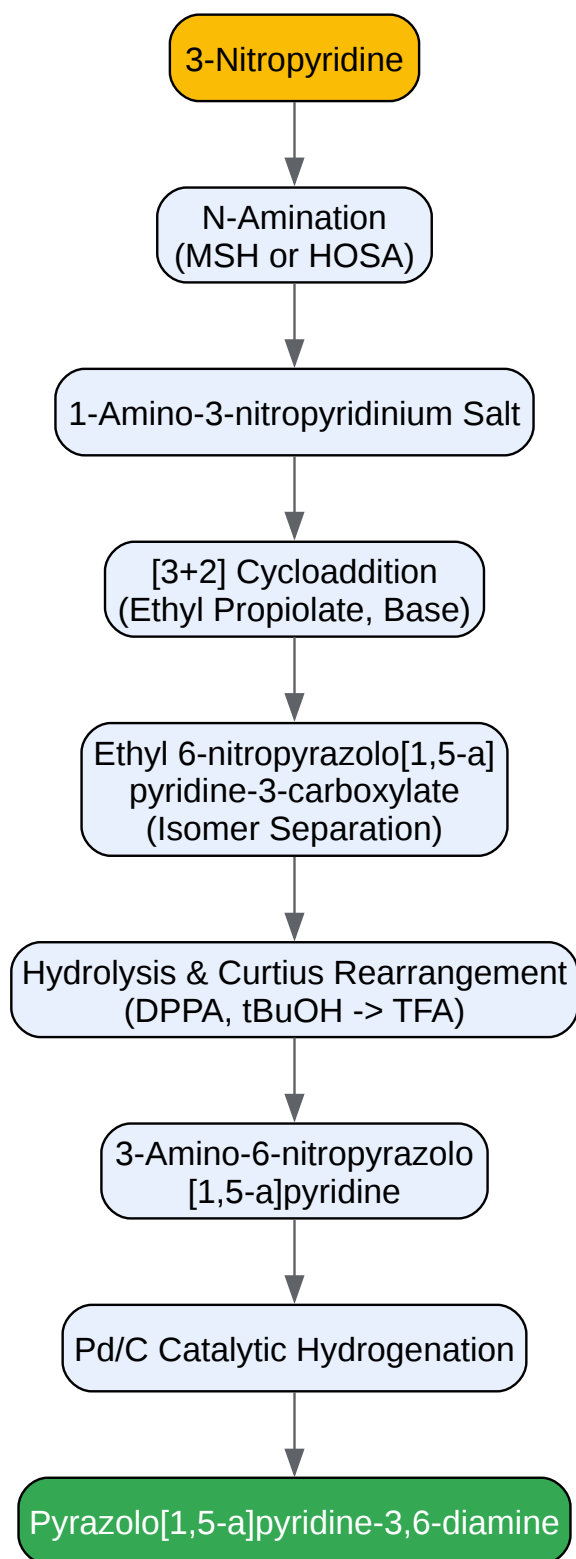 3-Nitropyridine
N-Amination
(MSH or HOSA)
1-Amino-3-nitropyridinium Salt
[3+2] Cycloaddition
(Ethyl Propiolate, Base)
Ethyl 6-nitropyrazolo[1,5-a]
pyridine-3-carboxylate
(Isomer Separation)
Hydrolysis & Curtius Rearrangement
(DPPA, tBuOH -> TFA)
3-Amino-6-nitropyrazolo
[1,5-a]pyridine
Pd/C Catalytic Hydrogenation
Pyrazolo[1,5-a]pyridine-3,6-diamine